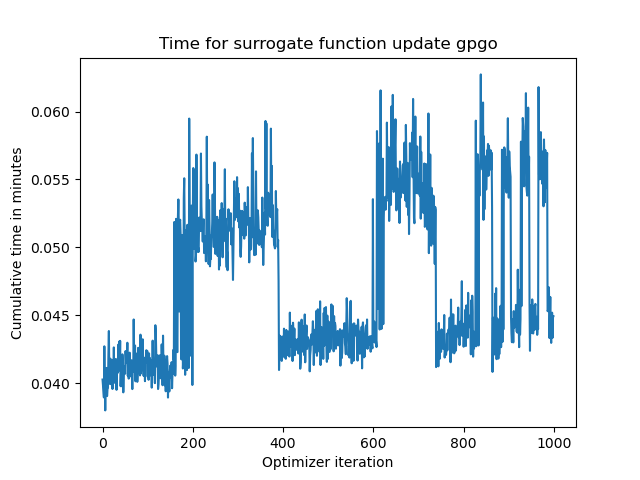 Time for surrogate function update gpgo
0.060
0.055
0.050
0.045
0.040
Cumulative time in minutes
0 200 400 600 800 1000
Optimizer iteration